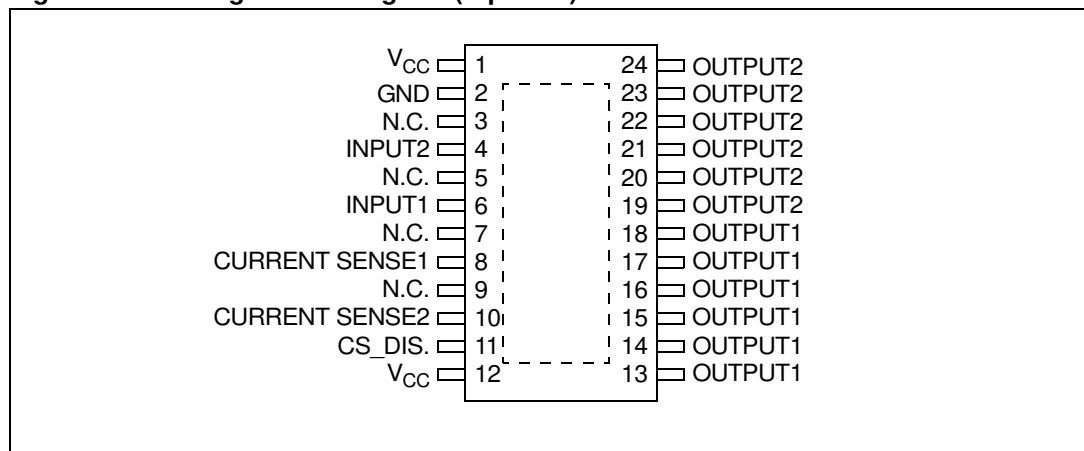 V_CC 1 24 OUTPUT2
GND 2 23 OUTPUT2
N.C. 3 22 OUTPUT2
INPUT2 4 21 OUTPUT2
N.C. 5 20 OUTPUT2
INPUT1 6 19 OUTPUT2
N.C. 7 18 OUTPUT1
CURRENT SENSE1 8 17 OUTPUT1
N.C. 9 16 OUTPUT1
CURRENT SENSE2 10 15 OUTPUT1
CS_DIS. 11 14 OUTPUT1
V_CC 12 13 OUTPUT1